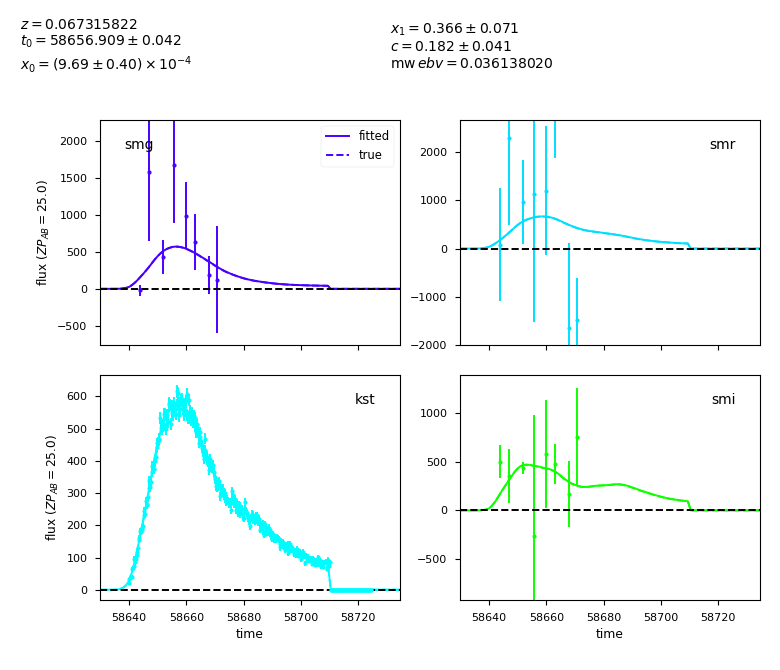 z = 0.067315822
t₀ = 58656.909 ± 0.042
x₀ = (9.69 ± 0.40) × 10⁻⁴
x₁ = 0.366 ± 0.071
c = 0.182 ± 0.041
mwebv = 0.036138020
smg
fitted
true
2000
1500
1000
500
0
−500
flux (ZP_AB = 25.0)
smr
2000
1000
0
−1000
−2000
kst
600
500
400
300
200
100
0
flux (ZP_AB = 25.0)
58640 58660 58680 58700 58720
time
smi
1000
500
0
−500
58640 58660 58680 58700 58720
time